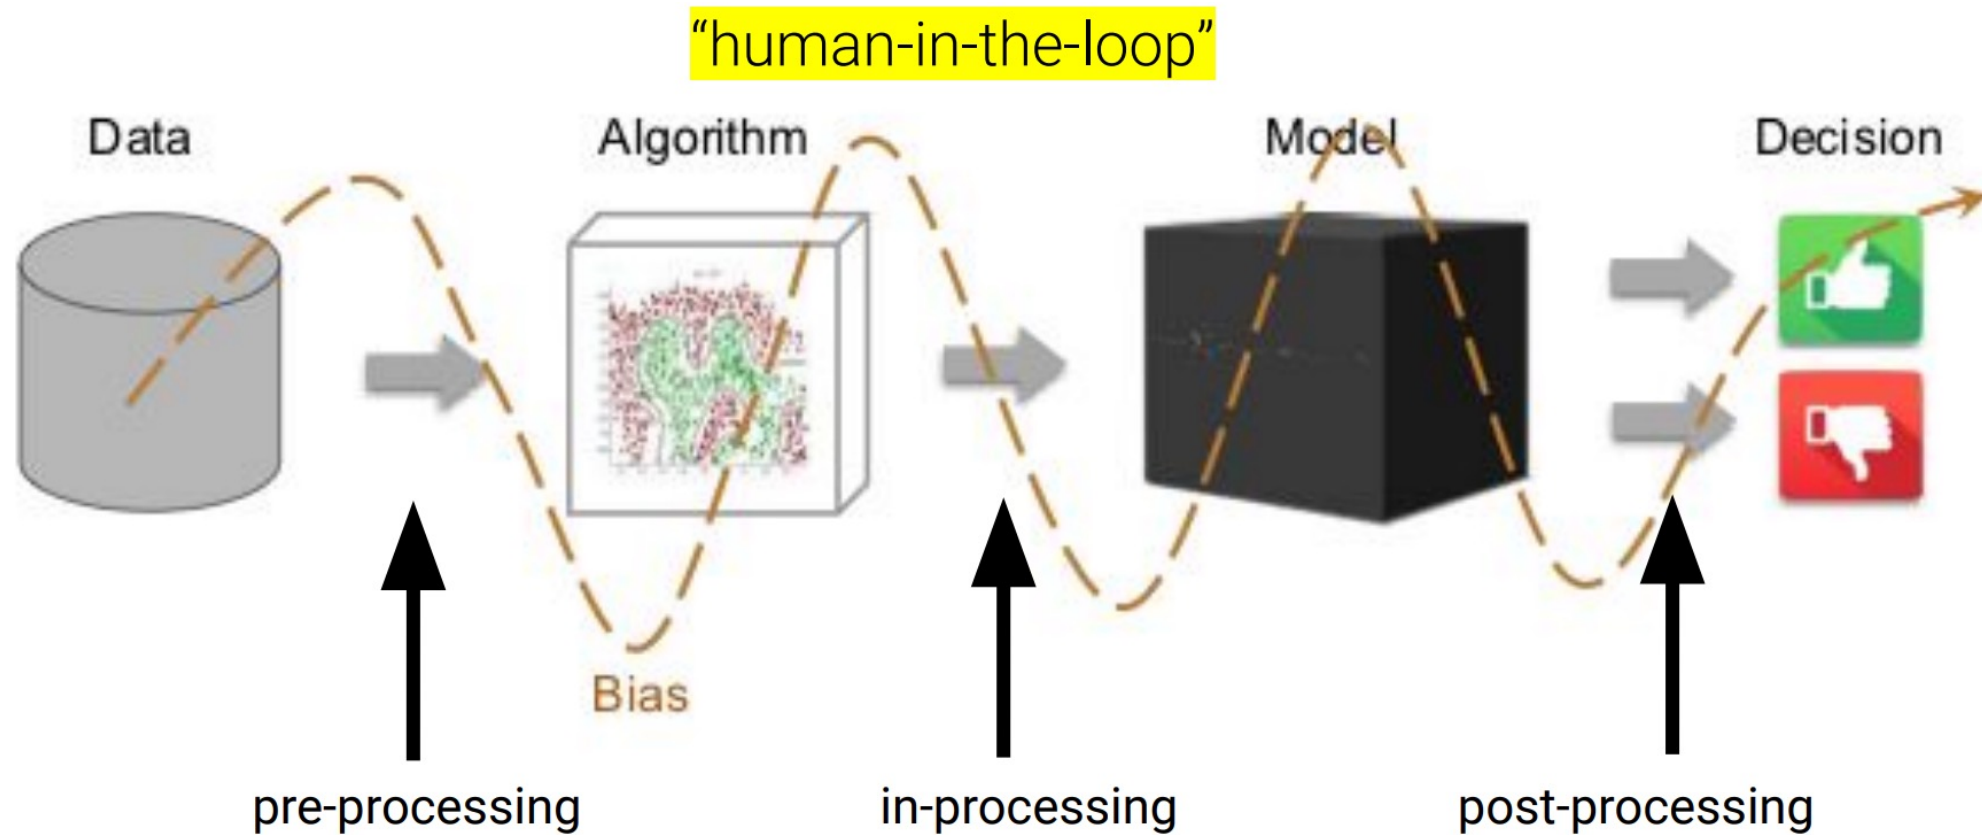 “human-in-the-loop”
Data
Algorithm
Model
Decision
Bias
pre-processing
in-processing
post-processing